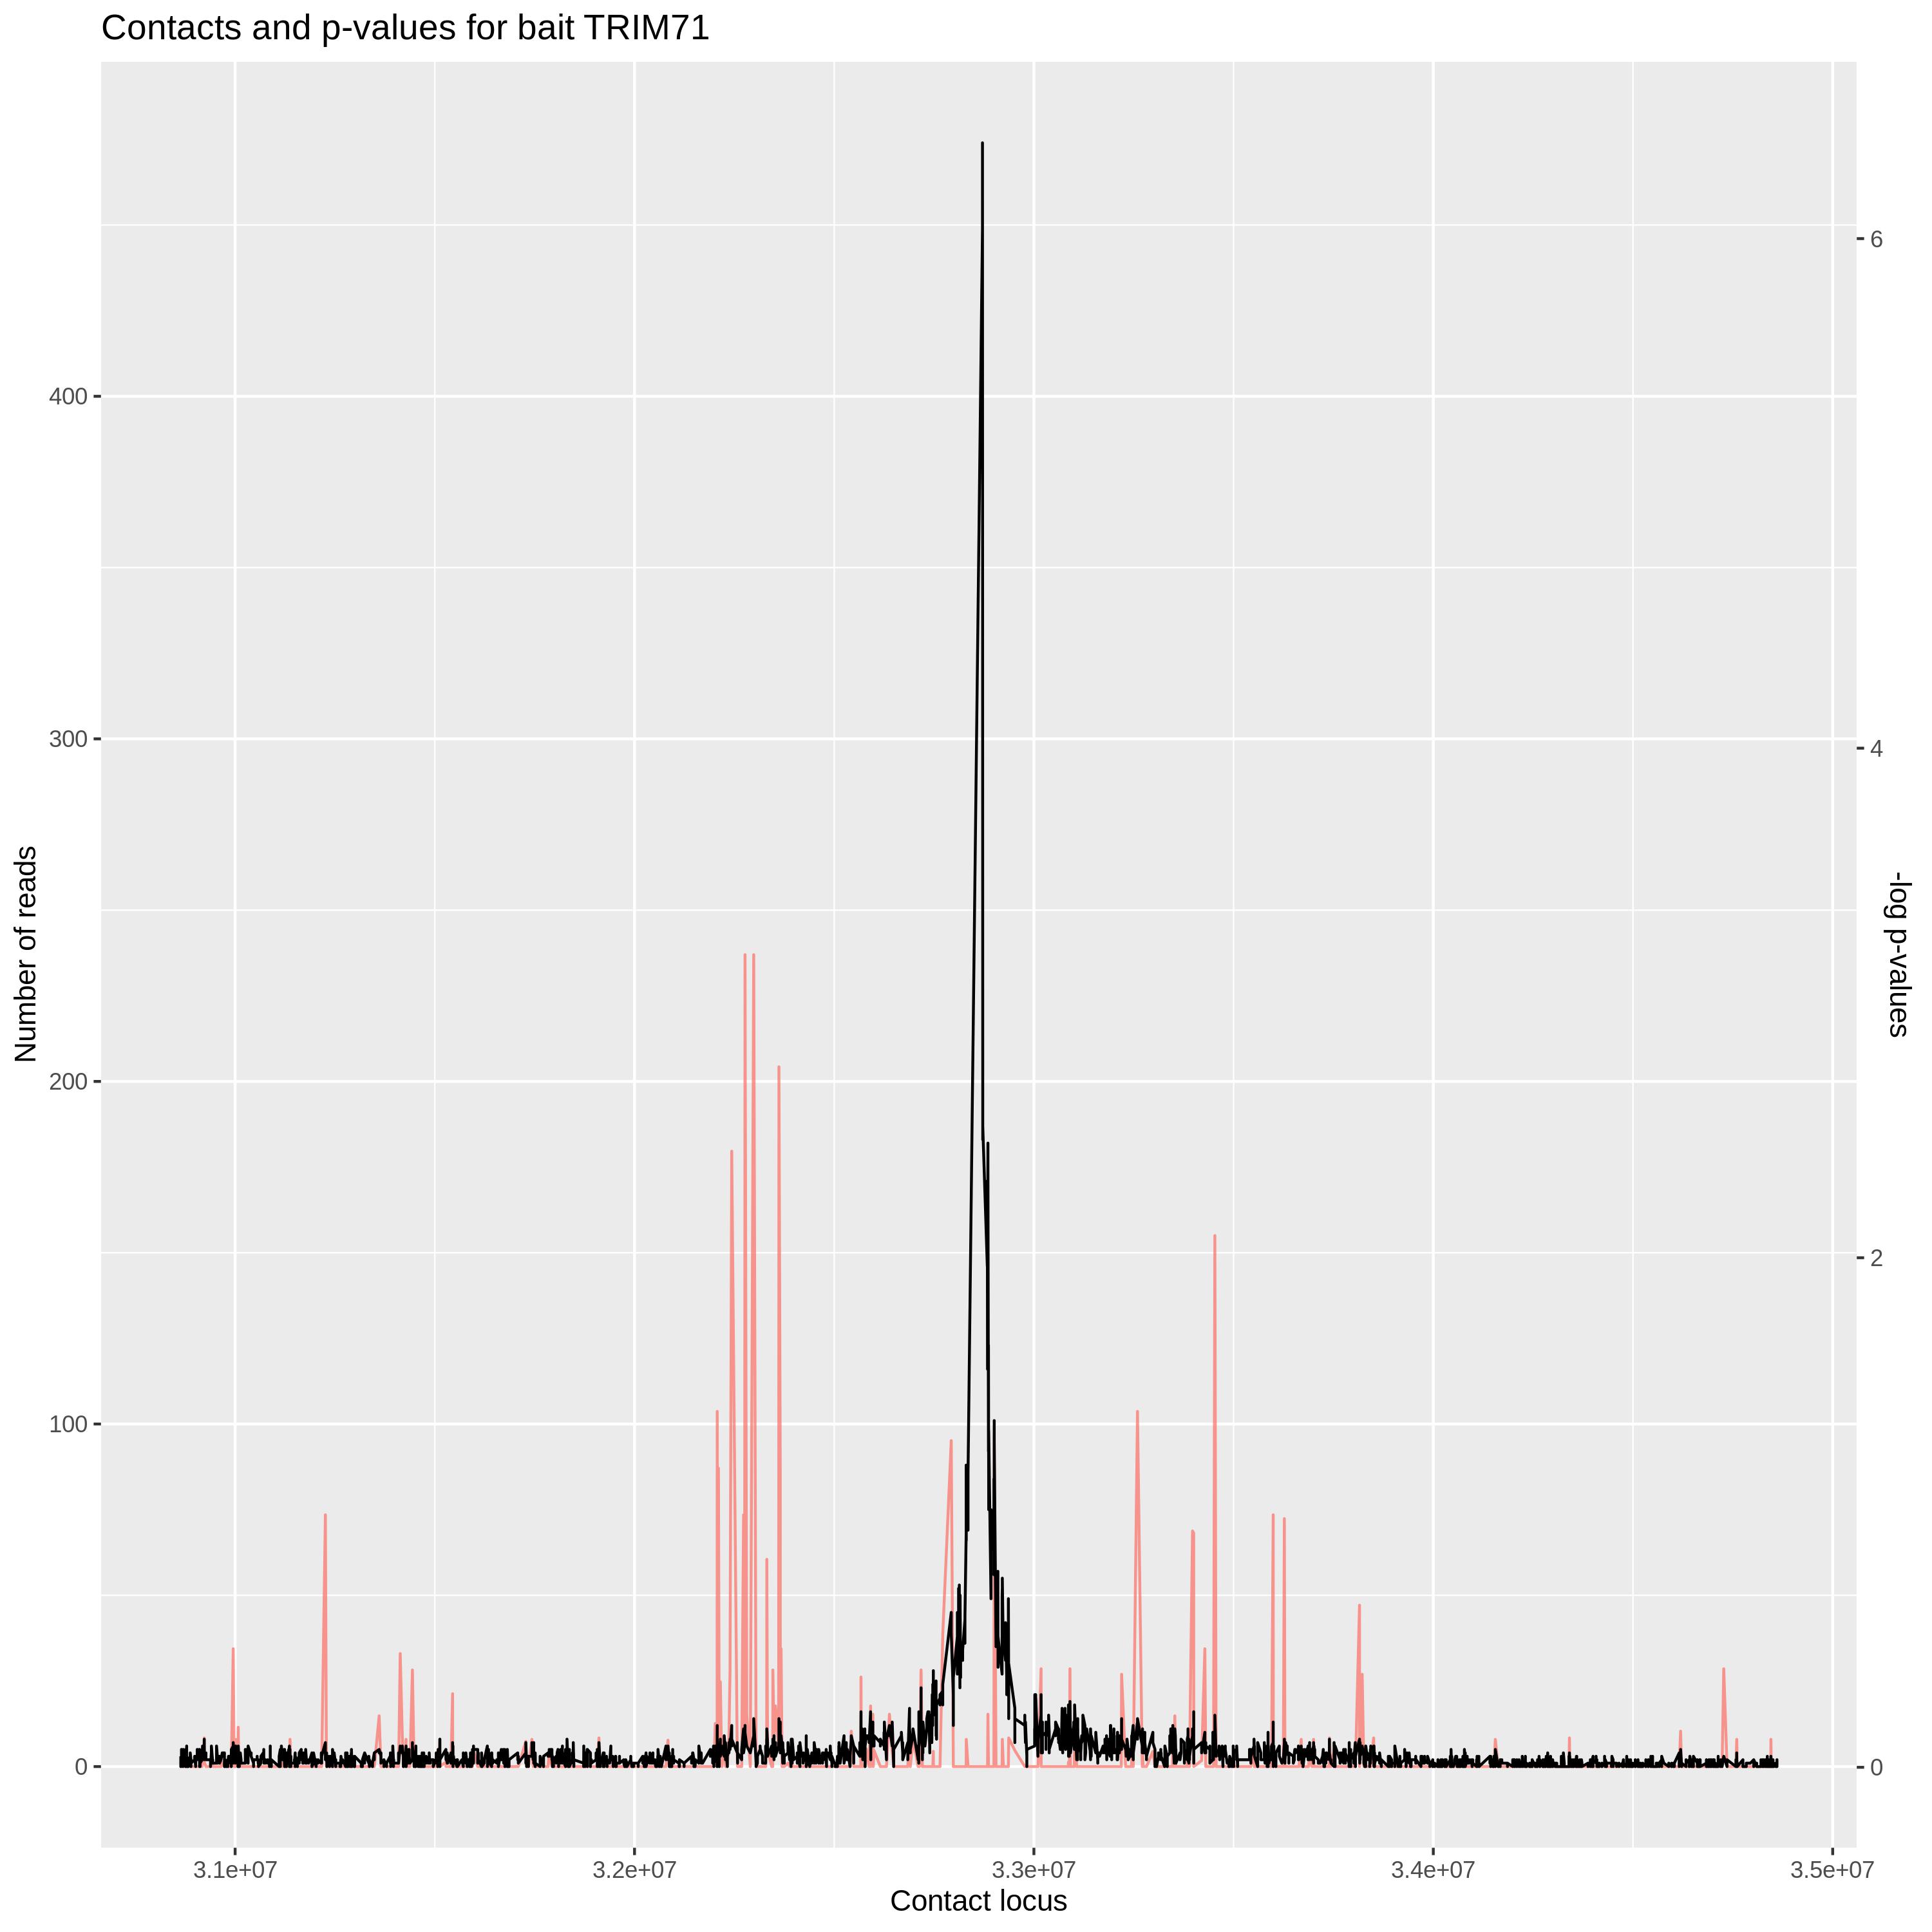 Contacts and p-values for bait TRIM71
6
400
300
4
Number of reads
-log p-values
200
2
100
0
0
3.1e+07 3.2e+07 3.3e+07 3.4e+07 3.5e+07
Contact locus